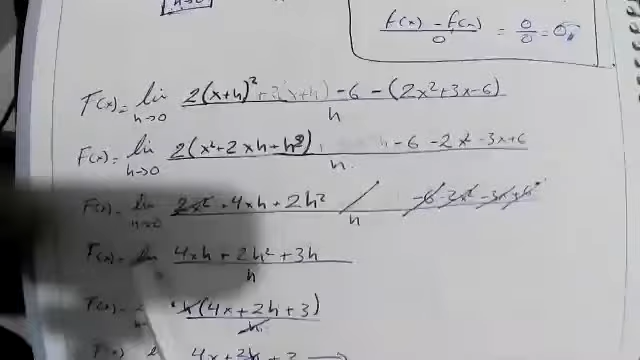 h→0
f(x) - f(x) / 0 = 0/0 =
F(x)= lim h→0 2(x+h)² + 3(x+h) - 6 - (2x²+3x-6) / h
F(x)= lim h→0 2(x²+2xh+h²) - 6 - 2x² - 3x+6 / h
F(x)= lim h→0 2x² + 4xh + 2h² / h -6 -2x² -3x+6
F(x)= lim 4xh + 2h² + 3h / h
F(x)= h(4x+2h+3) / h
F(x) 4x+2h+3 →